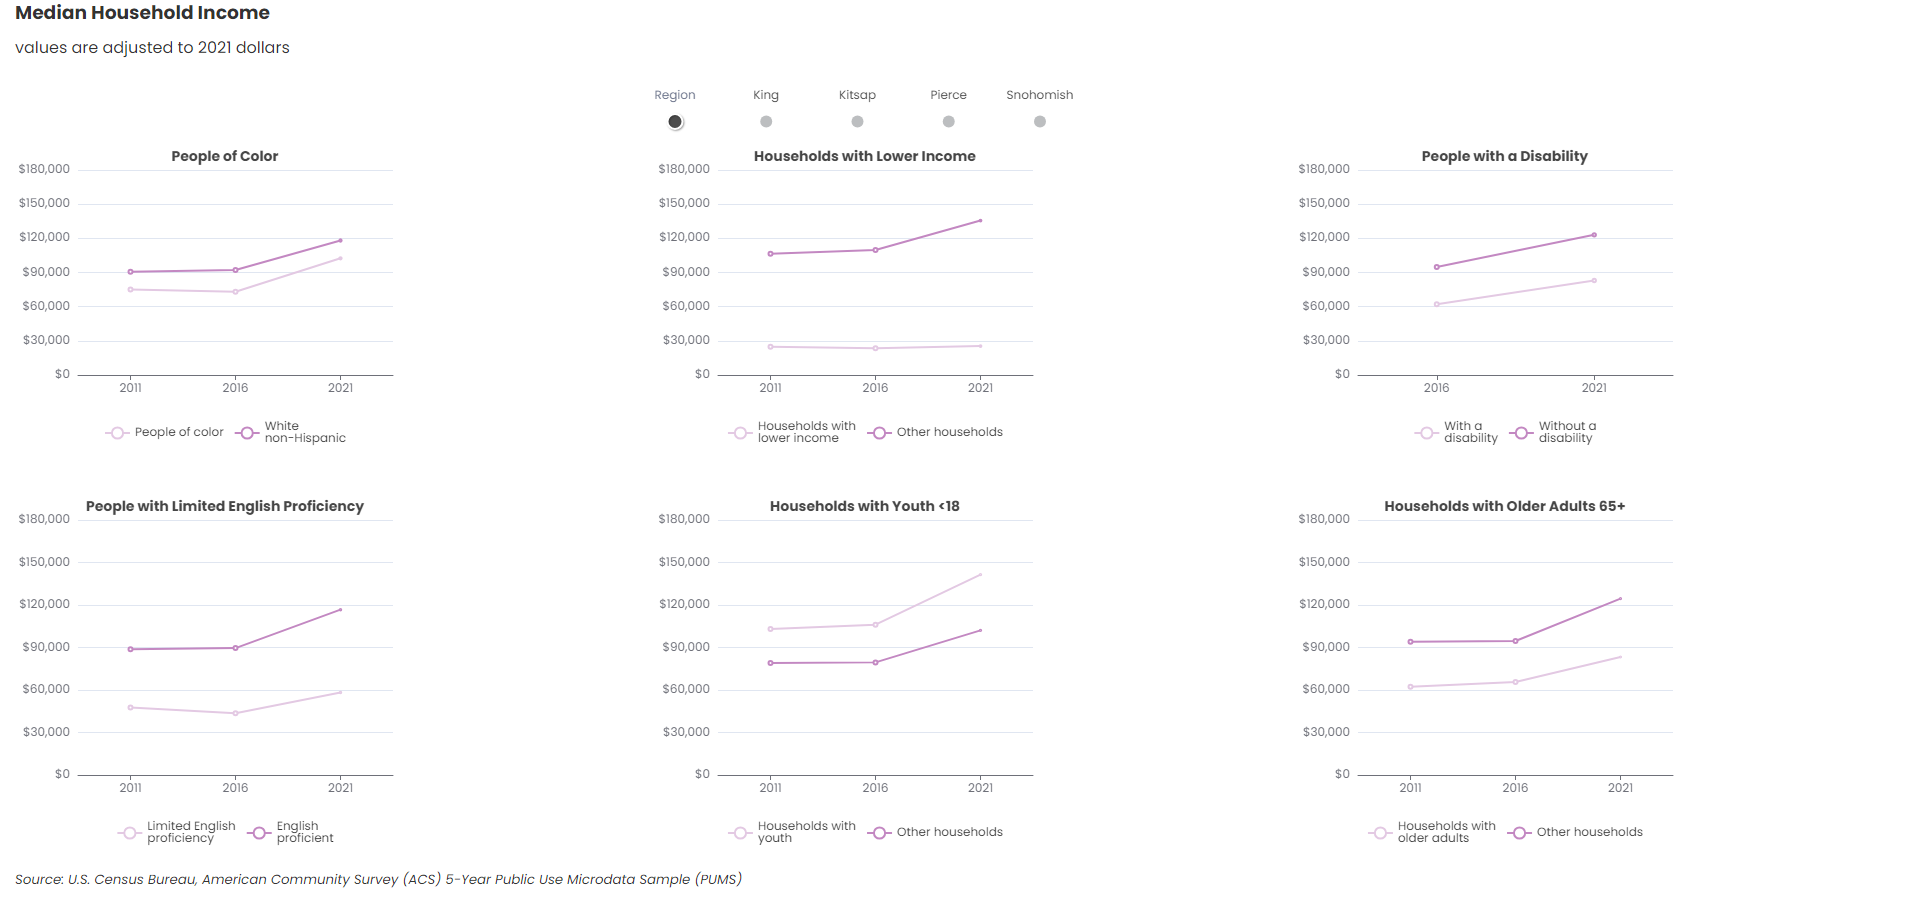 Median Household Income
values are adjusted to 2021 dollars
Region King Kitsap Pierce Snohomish
People of Color
$180,000
$150,000
$120,000
$90,000
$60,000
$30,000
$0
2011 2016 2021
People of color White
non-Hispanic
Households with Lower Income
$180,000
$150,000
$120,000
$90,000
$60,000
$30,000
$0
2011 2016 2021
Households with
lower income Other households
People with a Disability
$180,000
$150,000
$120,000
$90,000
$60,000
$30,000
$0
2016 2021
With a
disability Without a
disability
People with Limited English Proficiency
$180,000
$150,000
$120,000
$90,000
$60,000
$30,000
$0
2011 2016 2021
Limited English
proficiency English
proficient
Households with Youth <18
$180,000
$150,000
$120,000
$90,000
$60,000
$30,000
$0
2011 2016 2021
Households with
youth Other households
Households with Older Adults 65+
$180,000
$150,000
$120,000
$90,000
$60,000
$30,000
$0
2011 2016 2021
Households with
older adults Other households
Source: U.S. Census Bureau, American Community Survey (ACS) 5-Year Public Use Microdata Sample (PUMS)